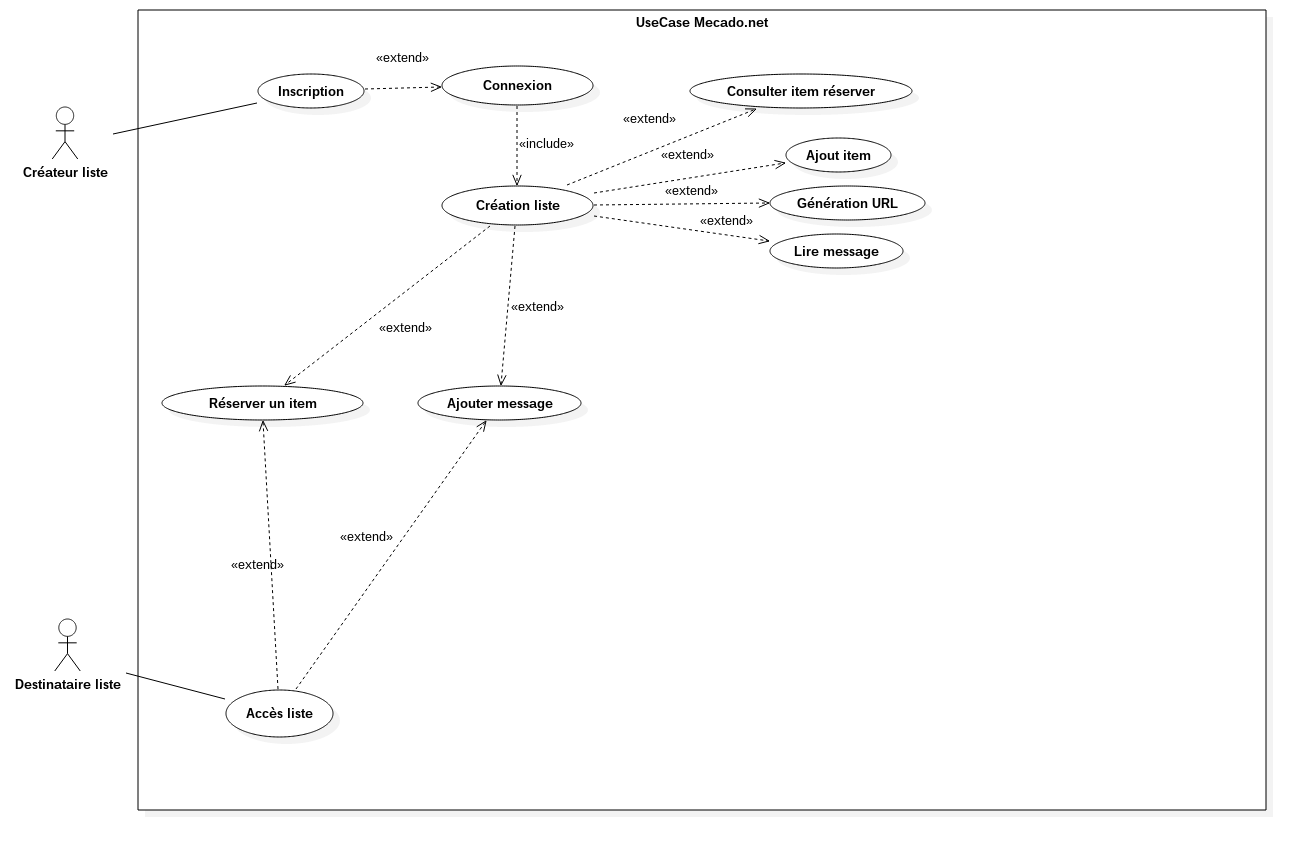 UseCase Mecado.net
«extend»
Inscription
Connexion
Consulter item réserver
Créateur liste
«extend»
«include»
«extend»
Ajout item
«extend»
Création liste
Génération URL
«extend»
Lire message
«extend»
«extend»
Réserver un item
Ajouter message
«extend»
«extend»
Destinataire liste
Accès liste